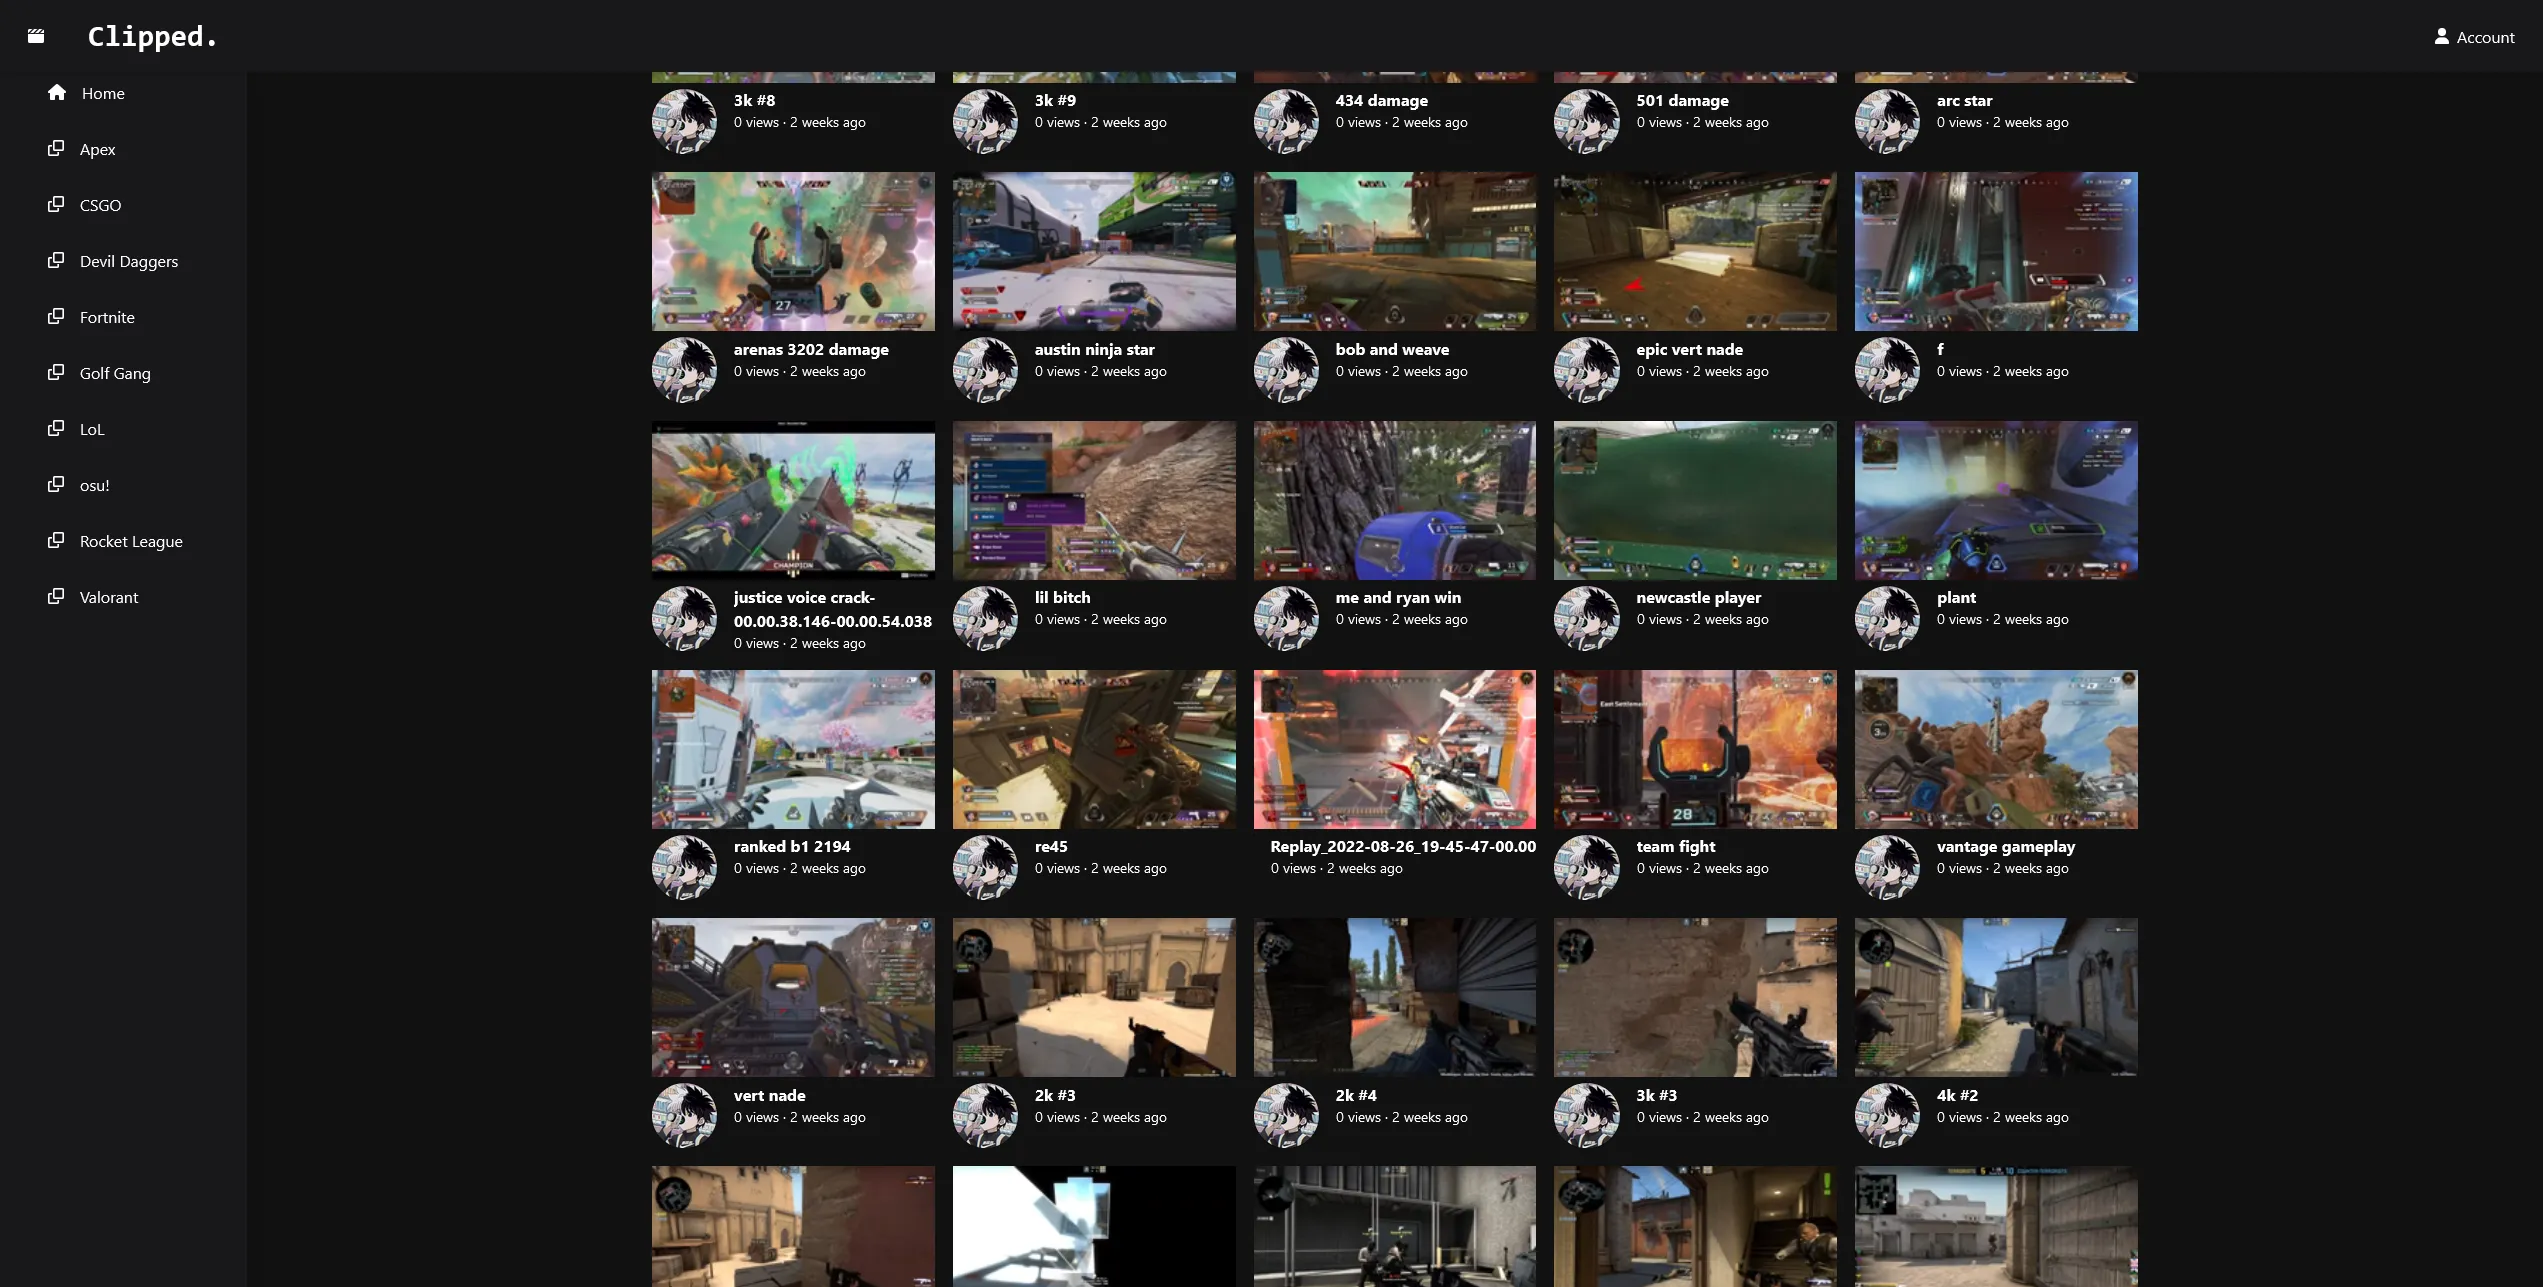 Clipped.
Account
Home
Apex
CSGO
Devil Daggers
Fortnite
Golf Gang
LoL
osu!
Rocket League
Valorant
3k #8
0 views · 2 weeks ago
3k #9
0 views · 2 weeks ago
434 damage
0 views · 2 weeks ago
501 damage
0 views · 2 weeks ago
arc star
0 views · 2 weeks ago
27
arenas 3202 damage
0 views · 2 weeks ago
austin ninja star
0 views · 2 weeks ago
bob and weave
0 views · 2 weeks ago
epic vert nade
0 views · 2 weeks ago
f
0 views · 2 weeks ago
CHAMPION
justice voice crack-
00.00.38.146-00.00.54.038
0 views · 2 weeks ago
lil bitch
0 views · 2 weeks ago
me and ryan win
0 views · 2 weeks ago
newcastle player
0 views · 2 weeks ago
plant
0 views · 2 weeks ago
East Settlement
28
ranked b1 2194
0 views · 2 weeks ago
re45
0 views · 2 weeks ago
Replay_2022-08-26_19-45-47-00.00
0 views · 2 weeks ago
team fight
0 views · 2 weeks ago
vantage gameplay
0 views · 2 weeks ago
vert nade
0 views · 2 weeks ago
2k #3
0 views · 2 weeks ago
2k #4
0 views · 2 weeks ago
3k #3
0 views · 2 weeks ago
4k #2
0 views · 2 weeks ago